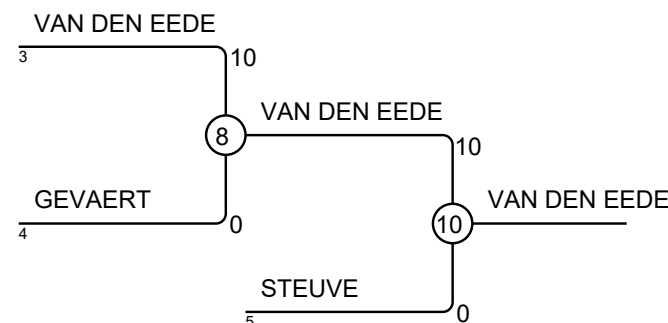 VAN DEN EEDE
3
10
8
VAN DEN EEDE
10
GEVAERT
4
0
10
VAN DEN EEDE
STEUVE
5
0